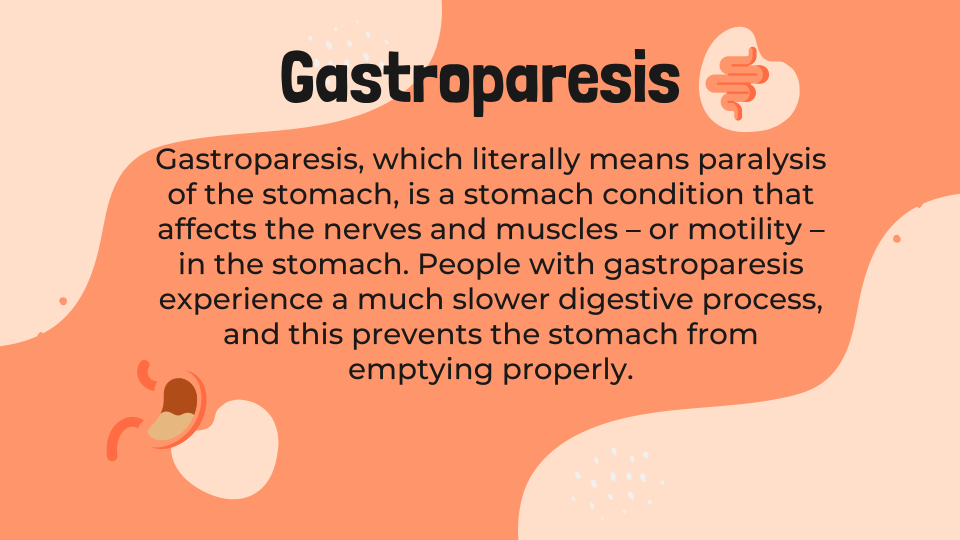 Gastroparesis
Gastroparesis, which literally means paralysis
of the stomach, is a stomach condition that
affects the nerves and muscles – or motility –
in the stomach. People with gastroparesis
experience a much slower digestive process,
and this prevents the stomach from
emptying properly.